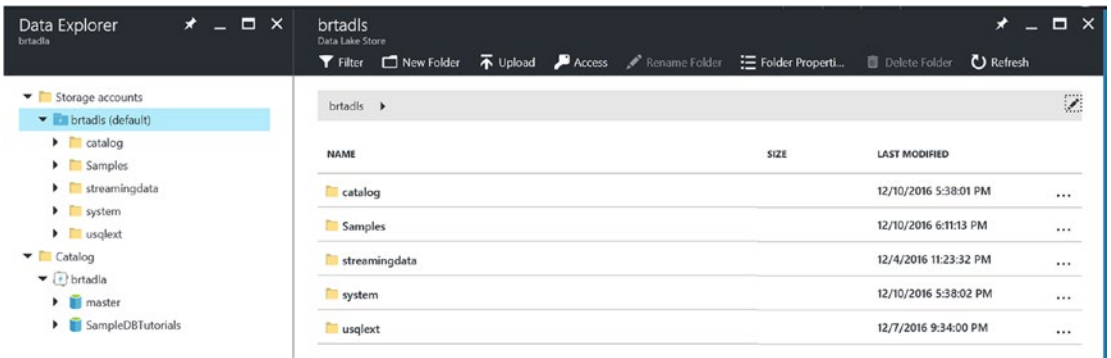 Data Explorer
brtadla
Storage accounts
brtadls (default)
catalog
Samples
streamingdata
system
usqlext
Catalog
brtadla
master
SampleDBTutorials
brtadls
Data Lake Store
Filter New Folder Upload Access Rename Folder Folder Properti... Delete Folder Refresh
brtadls
NAME SIZE LAST MODIFIED
catalog 12/10/2016 5:38:01 PM ...
Samples 12/10/2016 6:11:13 PM ...
streamingdata 12/4/2016 11:23:32 PM ...
system 12/10/2016 5:38:02 PM ...
usqlext 12/7/2016 9:34:00 PM ...